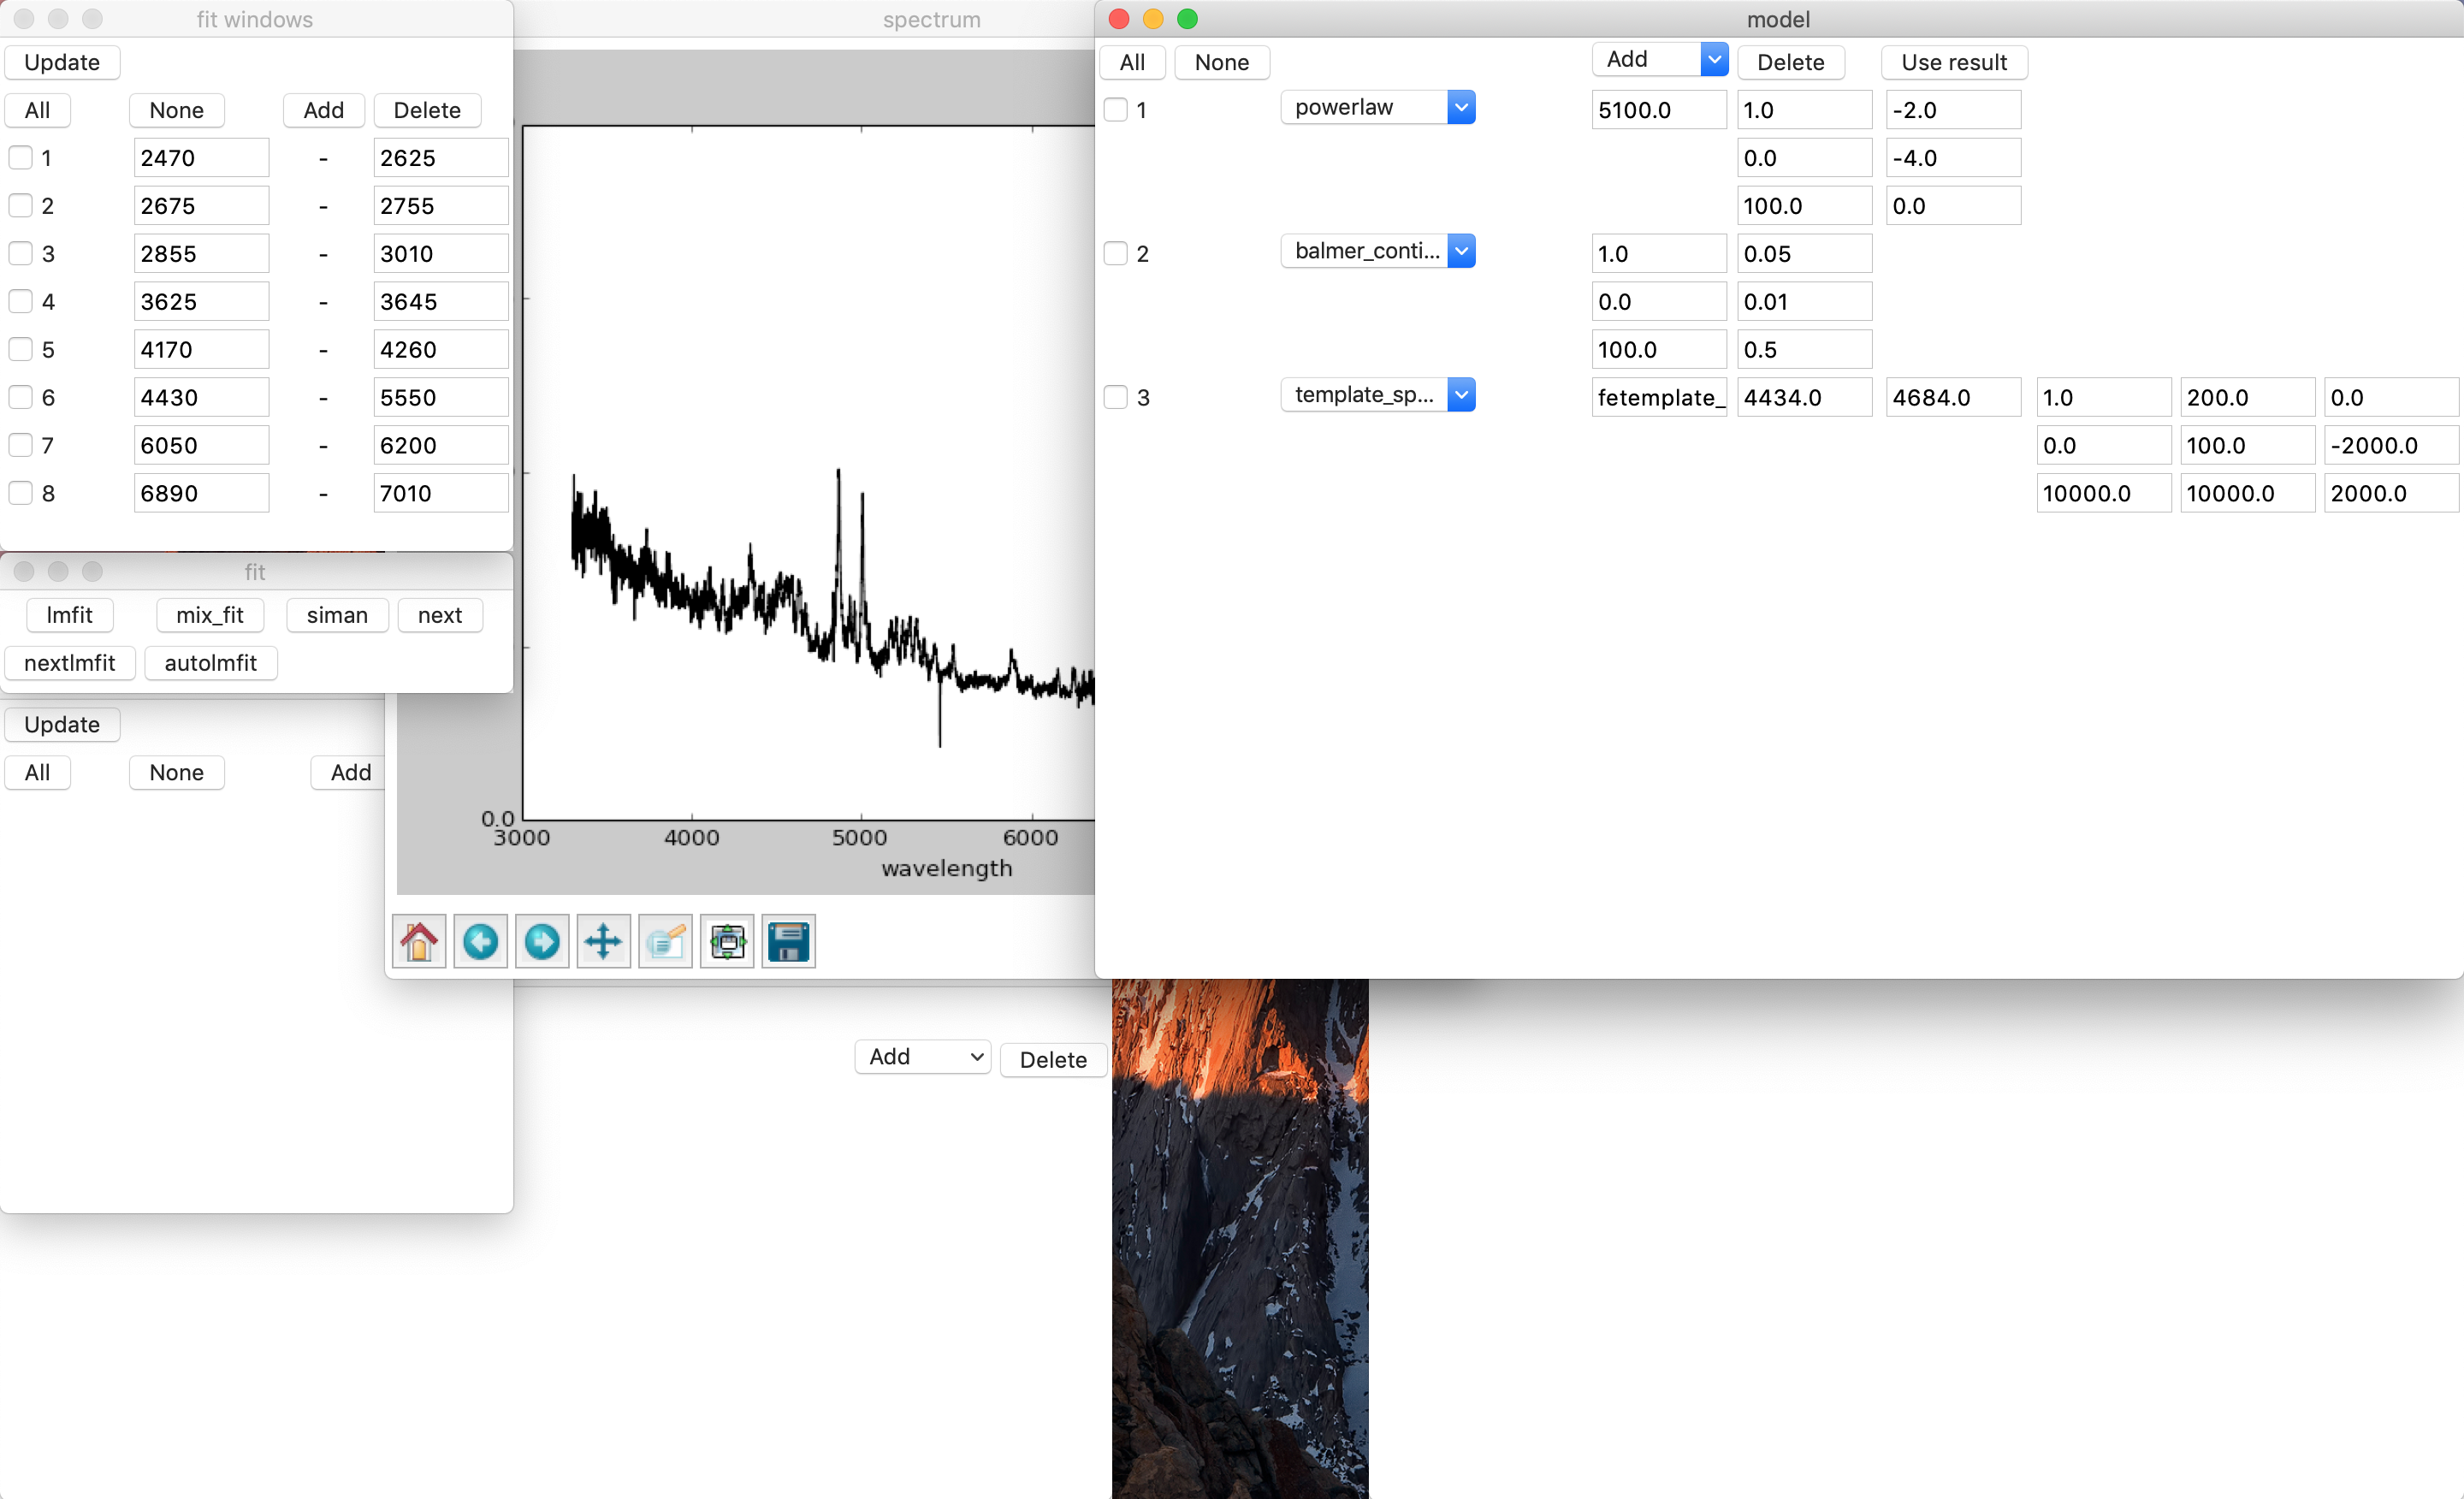 fit windows
Update
All None Add Delete
1 2470 - 2625
2 2675 - 2755
3 2855 - 3010
4 3625 - 3645
5 4170 - 4260
6 4430 - 5550
7 6050 - 6200
8 6890 - 7010
fit
lmfit mix_fit siman next
nextlmfit autolmfit
Update
All None Add
spectrum
0.0
3000 4000 5000 6000
wavelength
Add Delete
model
All None Add Delete Use result
1 powerlaw 5100.0 1.0 -2.0
0.0 -4.0
100.0 0.0
2 balmer_conti... 1.0 0.05
0.0 0.01
100.0 0.5
3 template_sp... fetemplate_ 4434.0 4684.0 1.0 200.0 0.0
0.0 100.0 -2000.0
10000.0 10000.0 2000.0